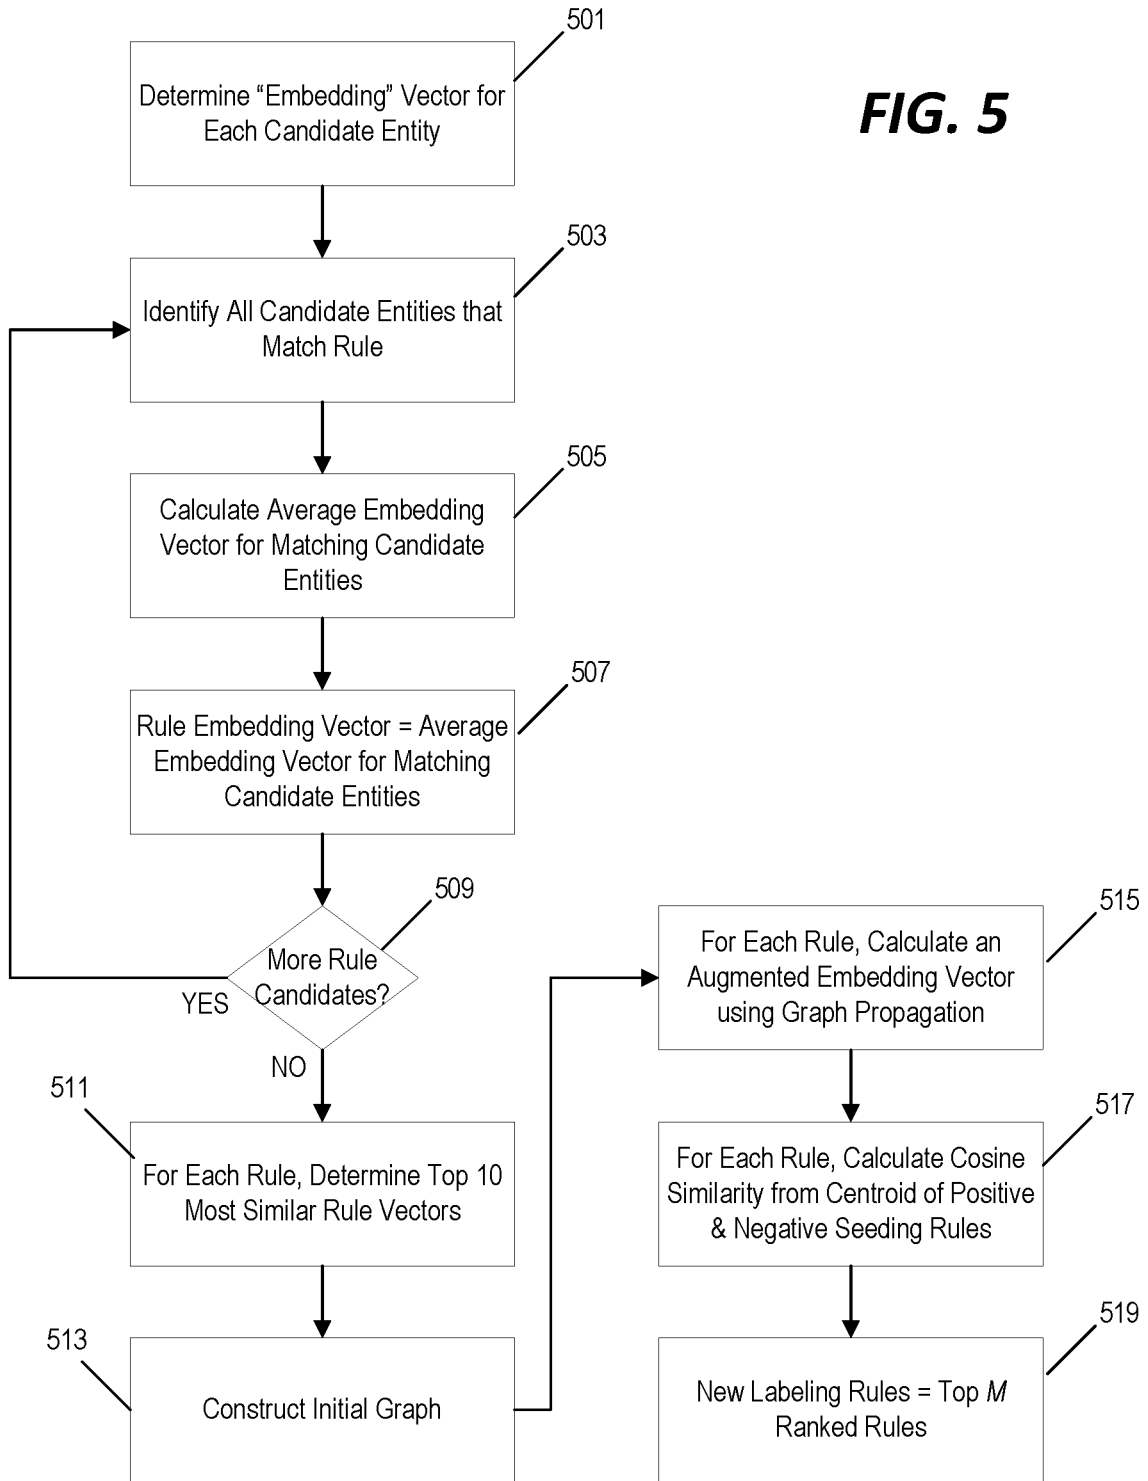 501
Determine “Embedding” Vector for
Each Candidate Entity
FIG. 5
503
Identify All Candidate Entities that
Match Rule
505
Calculate Average Embedding
Vector for Matching Candidate
Entities
507
Rule Embedding Vector = Average
Embedding Vector for Matching
Candidate Entities
509
More Rule
Candidates?
YES
NO
511
For Each Rule, Determine Top 10
Most Similar Rule Vectors
513
Construct Initial Graph
515
For Each Rule, Calculate an
Augmented Embedding Vector
using Graph Propagation
517
For Each Rule, Calculate Cosine
Similarity from Centroid of Positive
& Negative Seeding Rules
519
New Labeling Rules = Top M
Ranked Rules